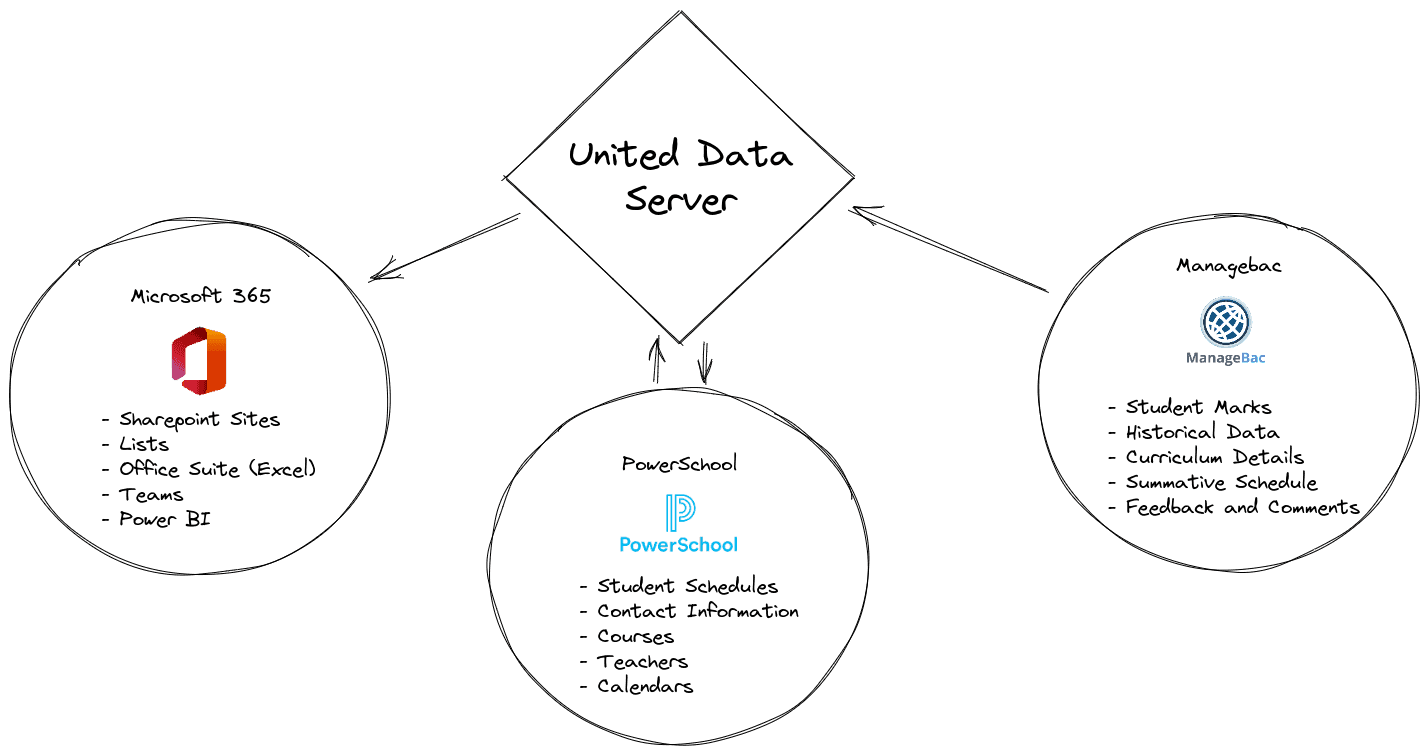 United Data
Server
Microsoft 365
- Sharepoint Sites
- Lists
- Office Suite (Excel)
- Teams
- Power BI
PowerSchool
PowerSchool
- Student Schedules
- Contact Information
- Courses
- Teachers
- Calendars
Managebac
ManageBac
- Student Marks
- Historical Data
- Curriculum Details
- Summative Schedule
- Feedback and Comments